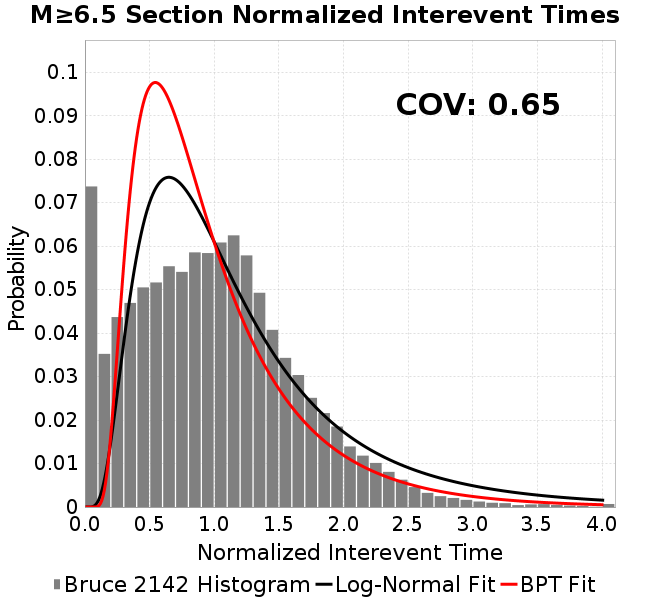 M≥6.5 Section Normalized Interevent Times
COV: 0.65
Probability
0.1
0.09
0.08
0.07
0.06
0.05
0.04
0.03
0.02
0.01
0
0.0 0.5 1.0 1.5 2.0 2.5 3.0 3.5 4.0
Normalized Interevent Time
Bruce 2142 Histogram Log-Normal Fit BPT Fit